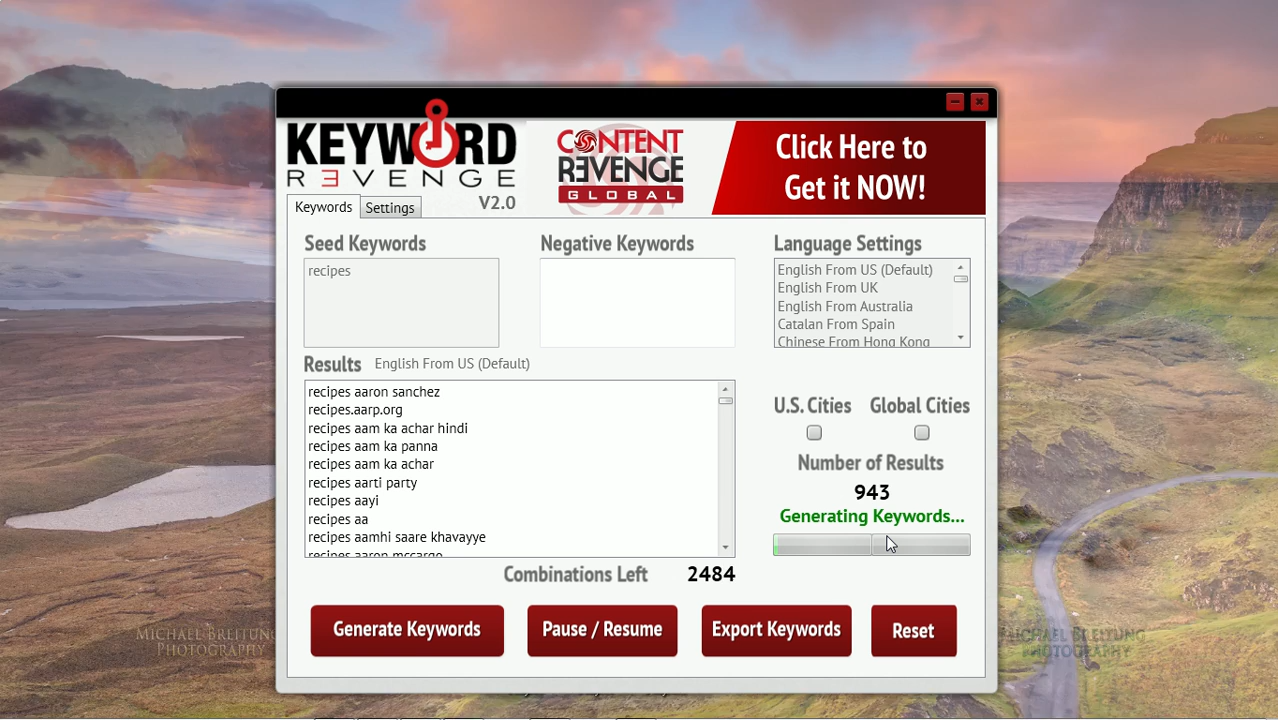 KEYWORD
REVENGE
V2.0
CONTENT
REVENGE
GLOBAL
Click Here to
Get it NOW!
Keywords
Settings
Seed Keywords
Negative Keywords
Language Settings
recipes
English From US (Default)
English From UK
English From Australia
Catalan From Spain
Chinese From Hong Kong
Results
English From US (Default)
recipes aaron sanchez
recipes.aarp.org
recipes aam ka achar hindi
recipes aam ka panna
recipes aam ka achar
recipes aarti party
recipes aayi
recipes aa
recipes aamhi saare khavayye
recipes aaron mccargo
U.S. Cities
Global Cities
Number of Results
943
Generating Keywords...
Combinations Left
2484
Generate Keywords
Pause / Resume
Export Keywords
Reset
MICHAEL BREITUNG
PHOTOGRAPHY
MICHAEL BREITUNG
PHOTOGRAPHY